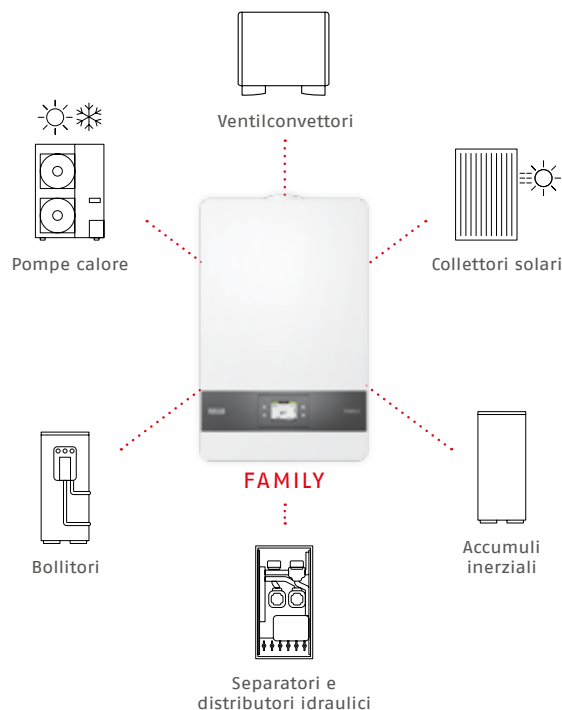 Ventilconvettori
Pompe calore
Collettori solari
FAMILY
Bollitori
Accumuli
inerziali
Separatori e
distributori idraulici